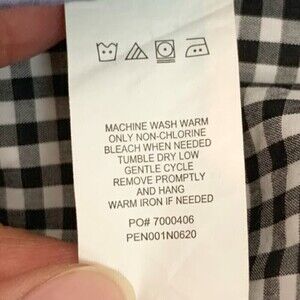 MACHINE WASH WARM
ONLY NON-CHLORINE
BLEACH WHEN NEEDED
TUMBLE DRY LOW
GENTLE CYCLE
REMOVE PROMPTLY
AND HANG
WARM IRON IF NEEDED
PO# 7000406
PEN001N0620